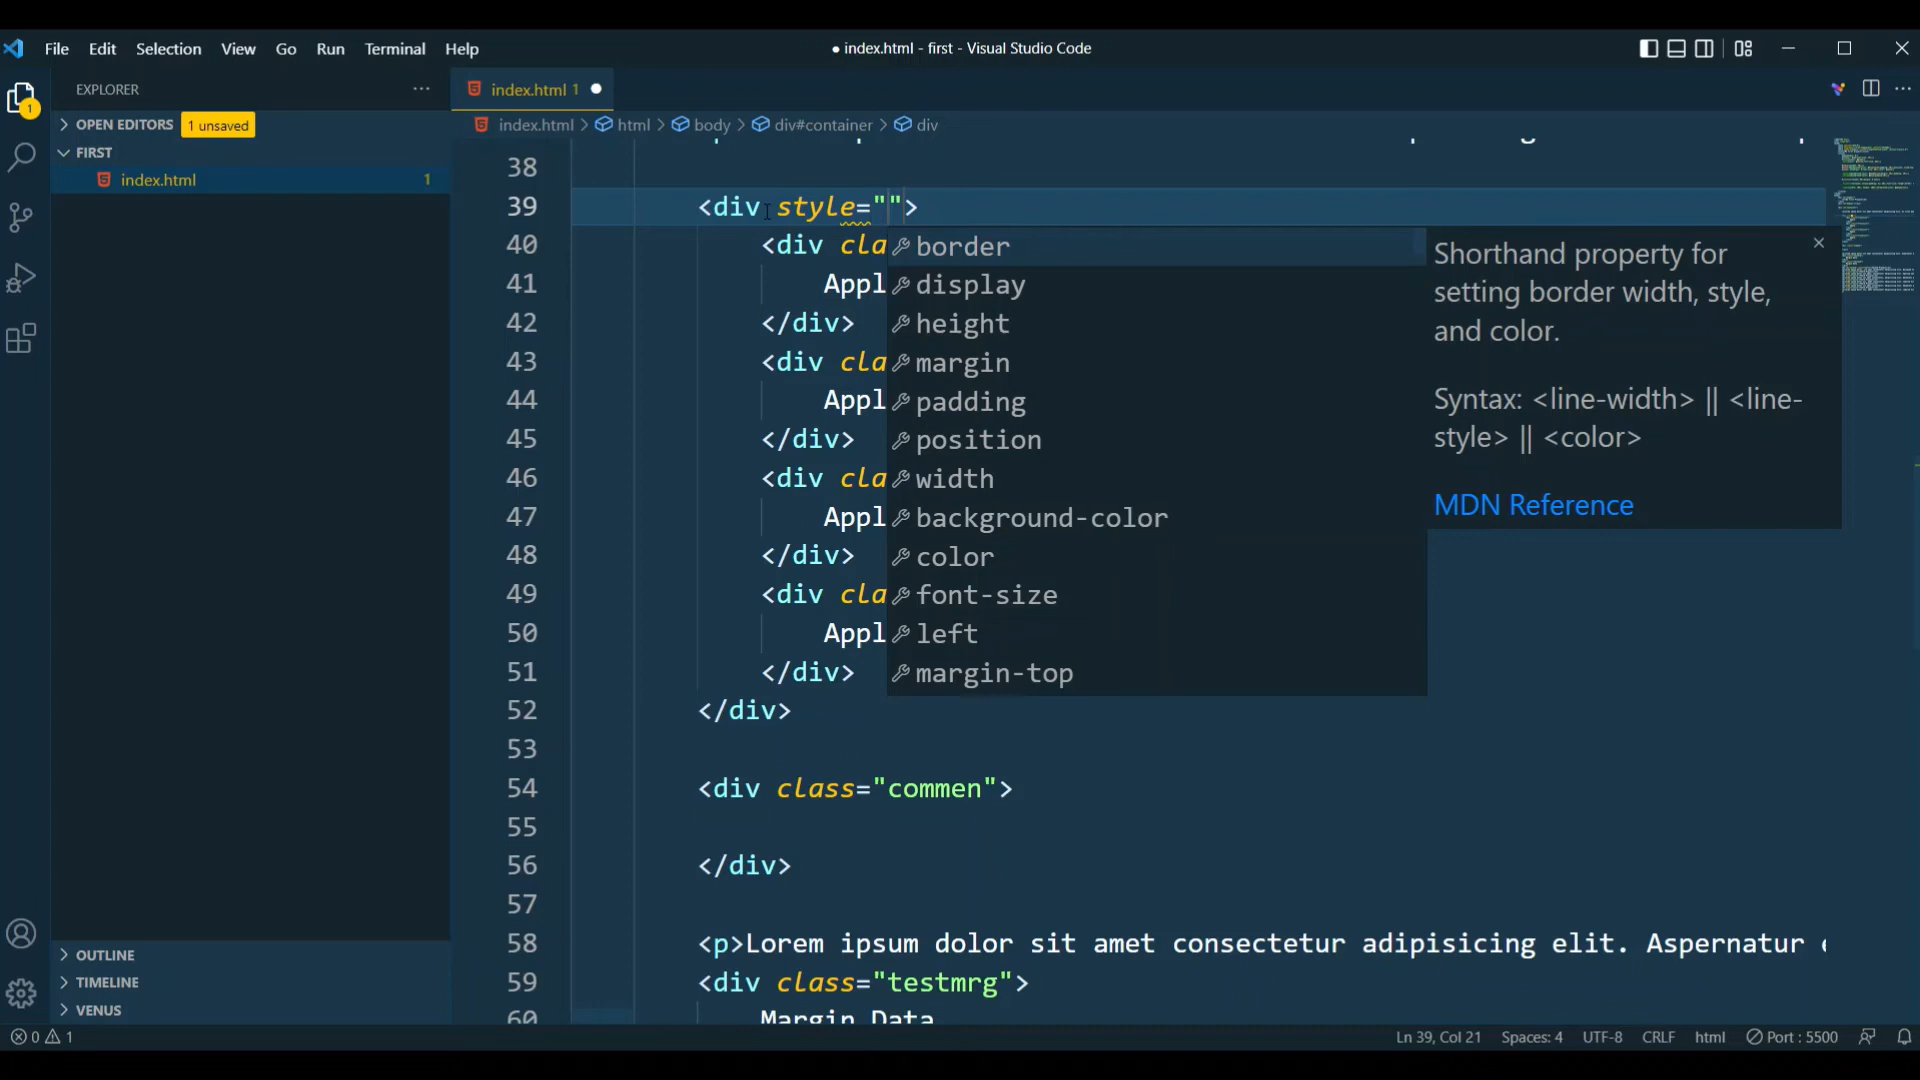 File Edit Selection View Go Run Terminal Help ● index.html - first - Visual Studio Code
EXPLORER ···
index.html 1 ●
OPEN EDITORS 1 unsaved
index.html > html > body > div#container > div
FIRST
index.html 1
1
38
39 <div style="">
40 <div cla
41 Appl
42 </div>
43 <div cla
44 Appl
45 </div>
46 <div cla
47 Appl
48 </div>
49 <div cla
50 Appl
51 </div>
52 </div>
53
54 <div class="commen">
55
56 </div>
57
58 <p>Lorem ipsum dolor sit amet consectetur adipisicing elit. Aspernatur
59 <div class="testmrg">
60 Margin Data
border
display
height
margin
padding
position
width
background-color
color
font-size
left
margin-top
Shorthand property for
setting border width, style,
and color.
Syntax: <line-width> || <line-
style> || <color>
MDN Reference
OUTLINE
TIMELINE
VENUS
0 1 Ln 39, Col 21 Spaces: 4 UTF-8 CRLF html Port : 5500